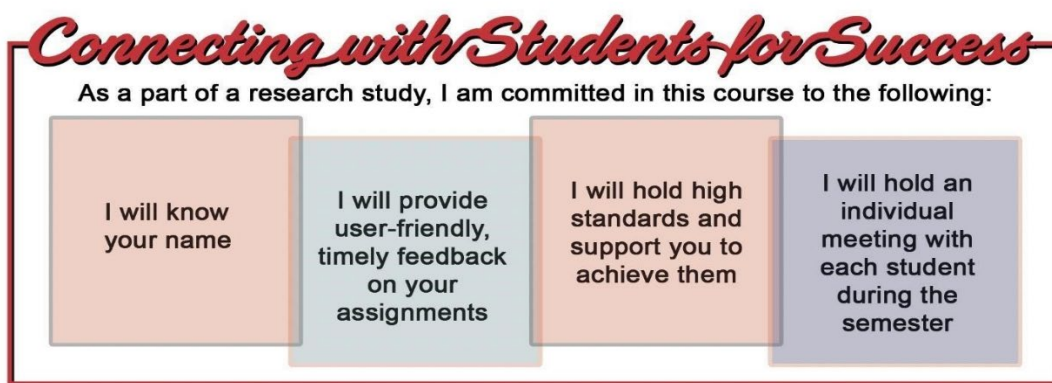 Connecting with Students for Success
As a part of a research study, I am committed in this course to the following:
I will know
your name
I will provide
user-friendly,
timely feedback
on your
assignments
I will hold high
standards and
support you to
achieve them
I will hold an
individual
meeting with
each student
during the
semester